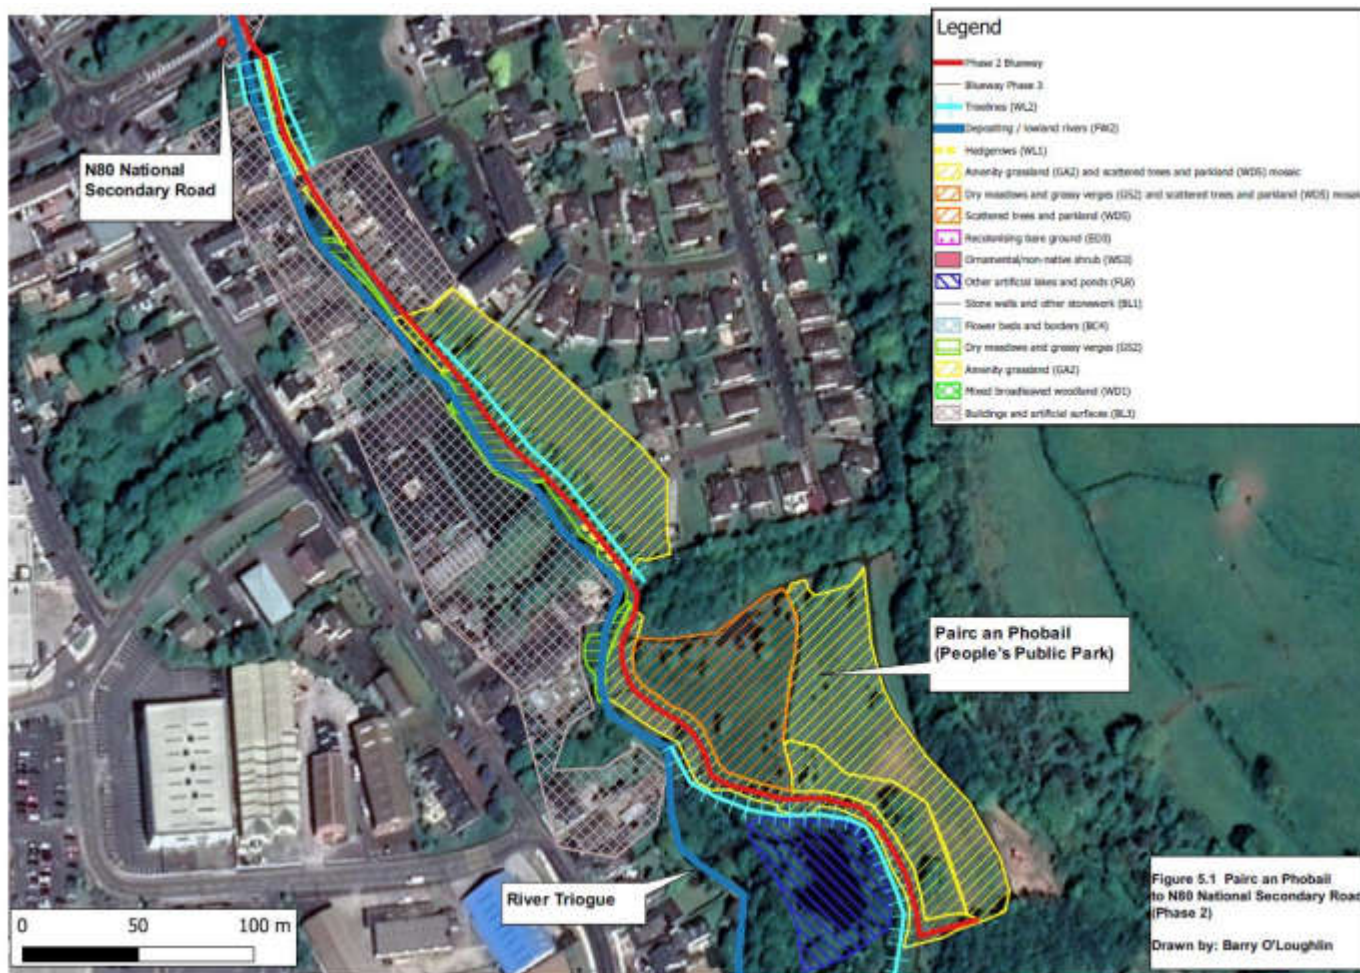 Legend
Phase 2 Blueway
Blueway Phase 3
Treelines (WL2)
Depositing / lowland rivers (FW2)
Hedgerows (WL1)
Amenity grassland (GA2) and scattered trees and parkland (WD5) mosaic
Dry meadows and grassy verges (GS2) and scattered trees and parkland (WD5) mosaic
Scattered trees and parkland (WD5)
Recolonising bare ground (ED3)
Ornamental/non-native shrub (WS3)
Other artificial lakes and ponds (FL8)
Stone walls and other stonework (BL1)
Flower beds and borders (BC4)
Dry meadows and grassy verges (GS2)
Amenity grassland (GA2)
Mixed broadleaved woodland (WD1)
Buildings and artificial surfaces (BL3)
N80 National
Secondary Road
Pairc an Phobail
(People's Public Park)
River Triogue
0 50 100 m
Figure 5.1 Pairc an Phobail
to N80 National Secondary Road
(Phase 2)
Drawn by: Barry O'Loughlin